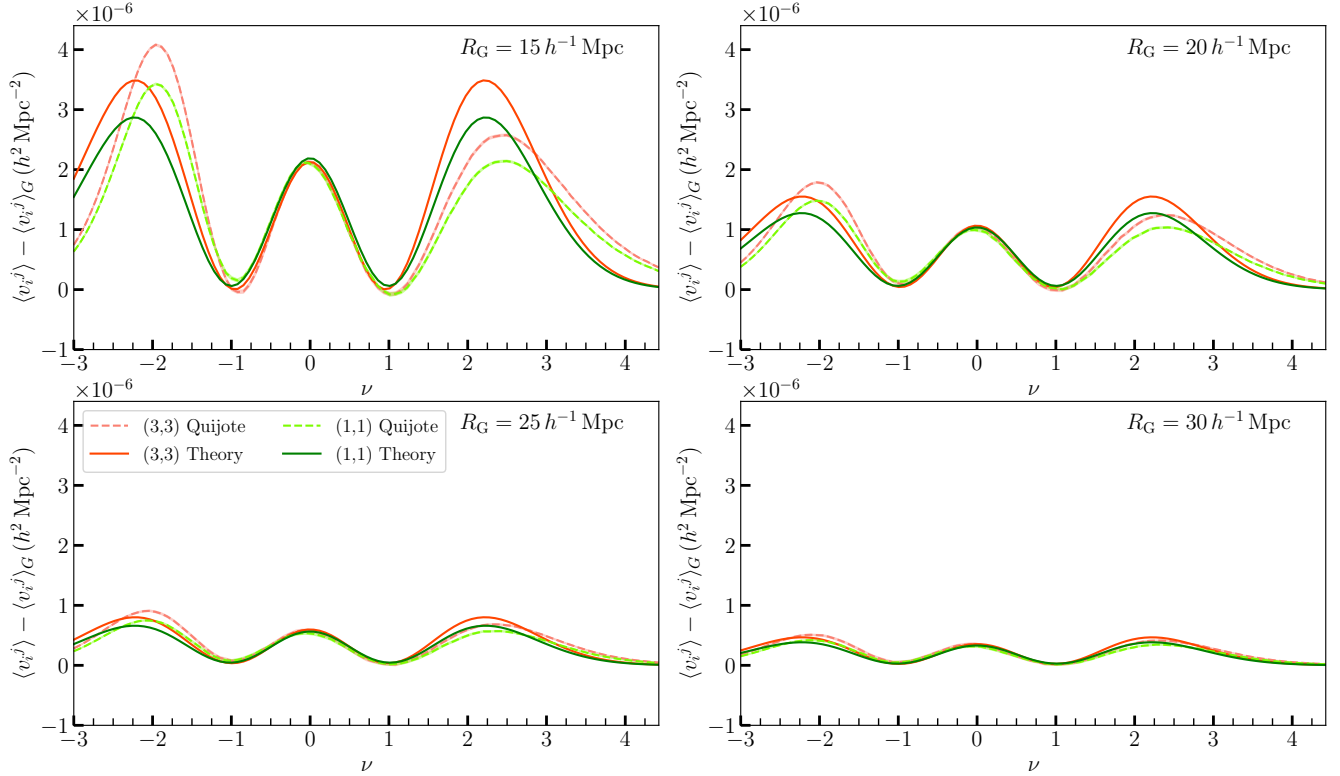 ×10⁻⁶
R_G = 15 h⁻¹ Mpc
4
3
2
1
0
−1
⟨v_i^j⟩ − ⟨v_i^j⟩_G (h² Mpc⁻²)
−3 −2 −1 0 1 2 3 4
ν
×10⁻⁶
R_G = 20 h⁻¹ Mpc
4
3
2
1
0
−1
⟨v_i^j⟩ − ⟨v_i^j⟩_G (h² Mpc⁻²)
−3 −2 −1 0 1 2 3 4
ν
×10⁻⁶
(3,3) Quijote (1,1) Quijote
(3,3) Theory (1,1) Theory
R_G = 25 h⁻¹ Mpc
4
3
2
1
0
−1
⟨v_i^j⟩ − ⟨v_i^j⟩_G (h² Mpc⁻²)
−3 −2 −1 0 1 2 3 4
ν
×10⁻⁶
R_G = 30 h⁻¹ Mpc
4
3
2
1
0
−1
⟨v_i^j⟩ − ⟨v_i^j⟩_G (h² Mpc⁻²)
−3 −2 −1 0 1 2 3 4
ν